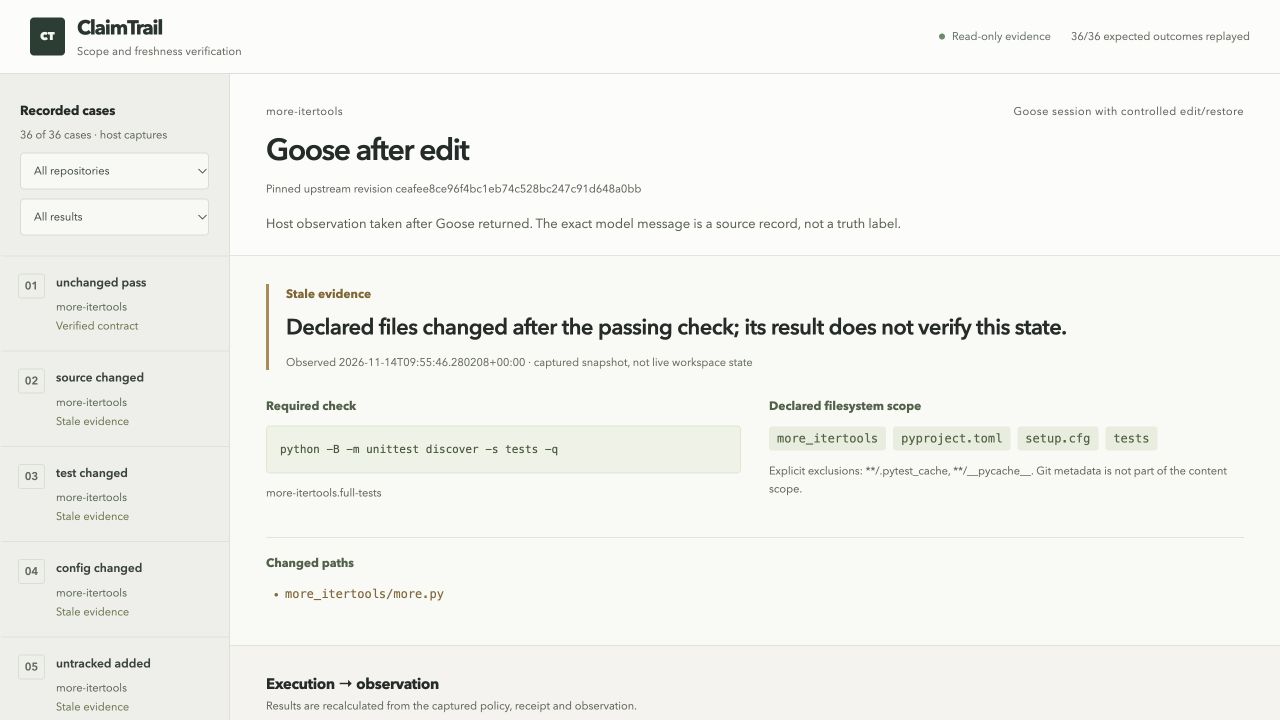 CT
ClaimTrail
Scope and freshness verification
Read-only evidence
36/36 expected outcomes replayed
Recorded cases
36 of 36 cases · host captures
All repositories
All results
01
unchanged pass
more-itertools
Verified contract
02
source changed
more-itertools
Stale evidence
03
test changed
more-itertools
Stale evidence
04
config changed
more-itertools
Stale evidence
05
untracked added
more-itertools
Stale evidence
more-itertools
Goose session with controlled edit/restore
Goose after edit
Pinned upstream revision ceafee8ce96f4bc1eb74c528bc247c91d648a0bb
Host observation taken after Goose returned. The exact model message is a source record, not a truth label.
Stale evidence
Declared files changed after the passing check; its result does not verify this state.
Observed 2026-11-14T09:55:46.280208+00:00 · captured snapshot, not live workspace state
Required check
python -B -m unittest discover -s tests -q
more-itertools.full-tests
Declared filesystem scope
more_itertools pyproject.toml setup.cfg tests
Explicit exclusions: **/.pytest_cache, **/__pycache__. Git metadata is not part of the content
scope.
Changed paths
• more_itertools/more.py
Execution → observation
Results are recalculated from the captured policy, receipt and observation.